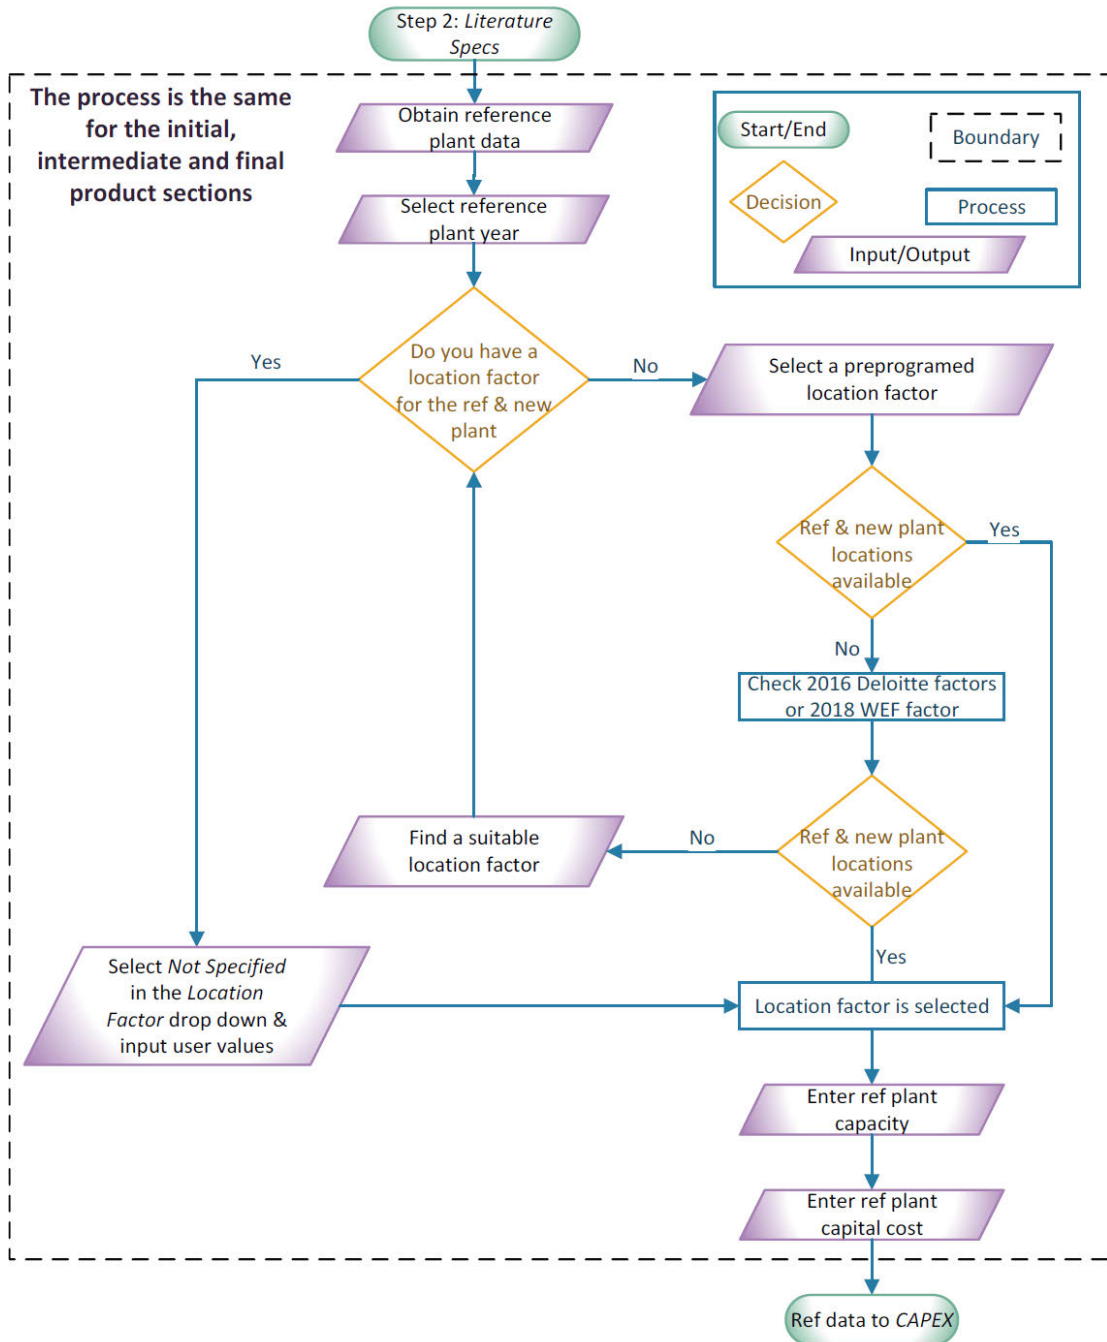 Step 2: Literature
Specs
The process is the same
for the initial,
intermediate and final
product sections
Obtain reference
plant data
Select reference
plant year
Start/End
Boundary
Decision
Process
Input/Output
Do you have a
location factor
for the ref & new
plant
Yes
No
Select a preprogramed
location factor
Ref & new plant
locations
available
Yes
No
Check 2016 Deloitte factors
or 2018 WEF factor
Ref & new plant
locations
available
No
Find a suitable
location factor
Yes
Select Not Specified
in the Location
Factor drop down &
input user values
Location factor is selected
Enter ref plant
capacity
Enter ref plant
capital cost
Ref data to CAPEX